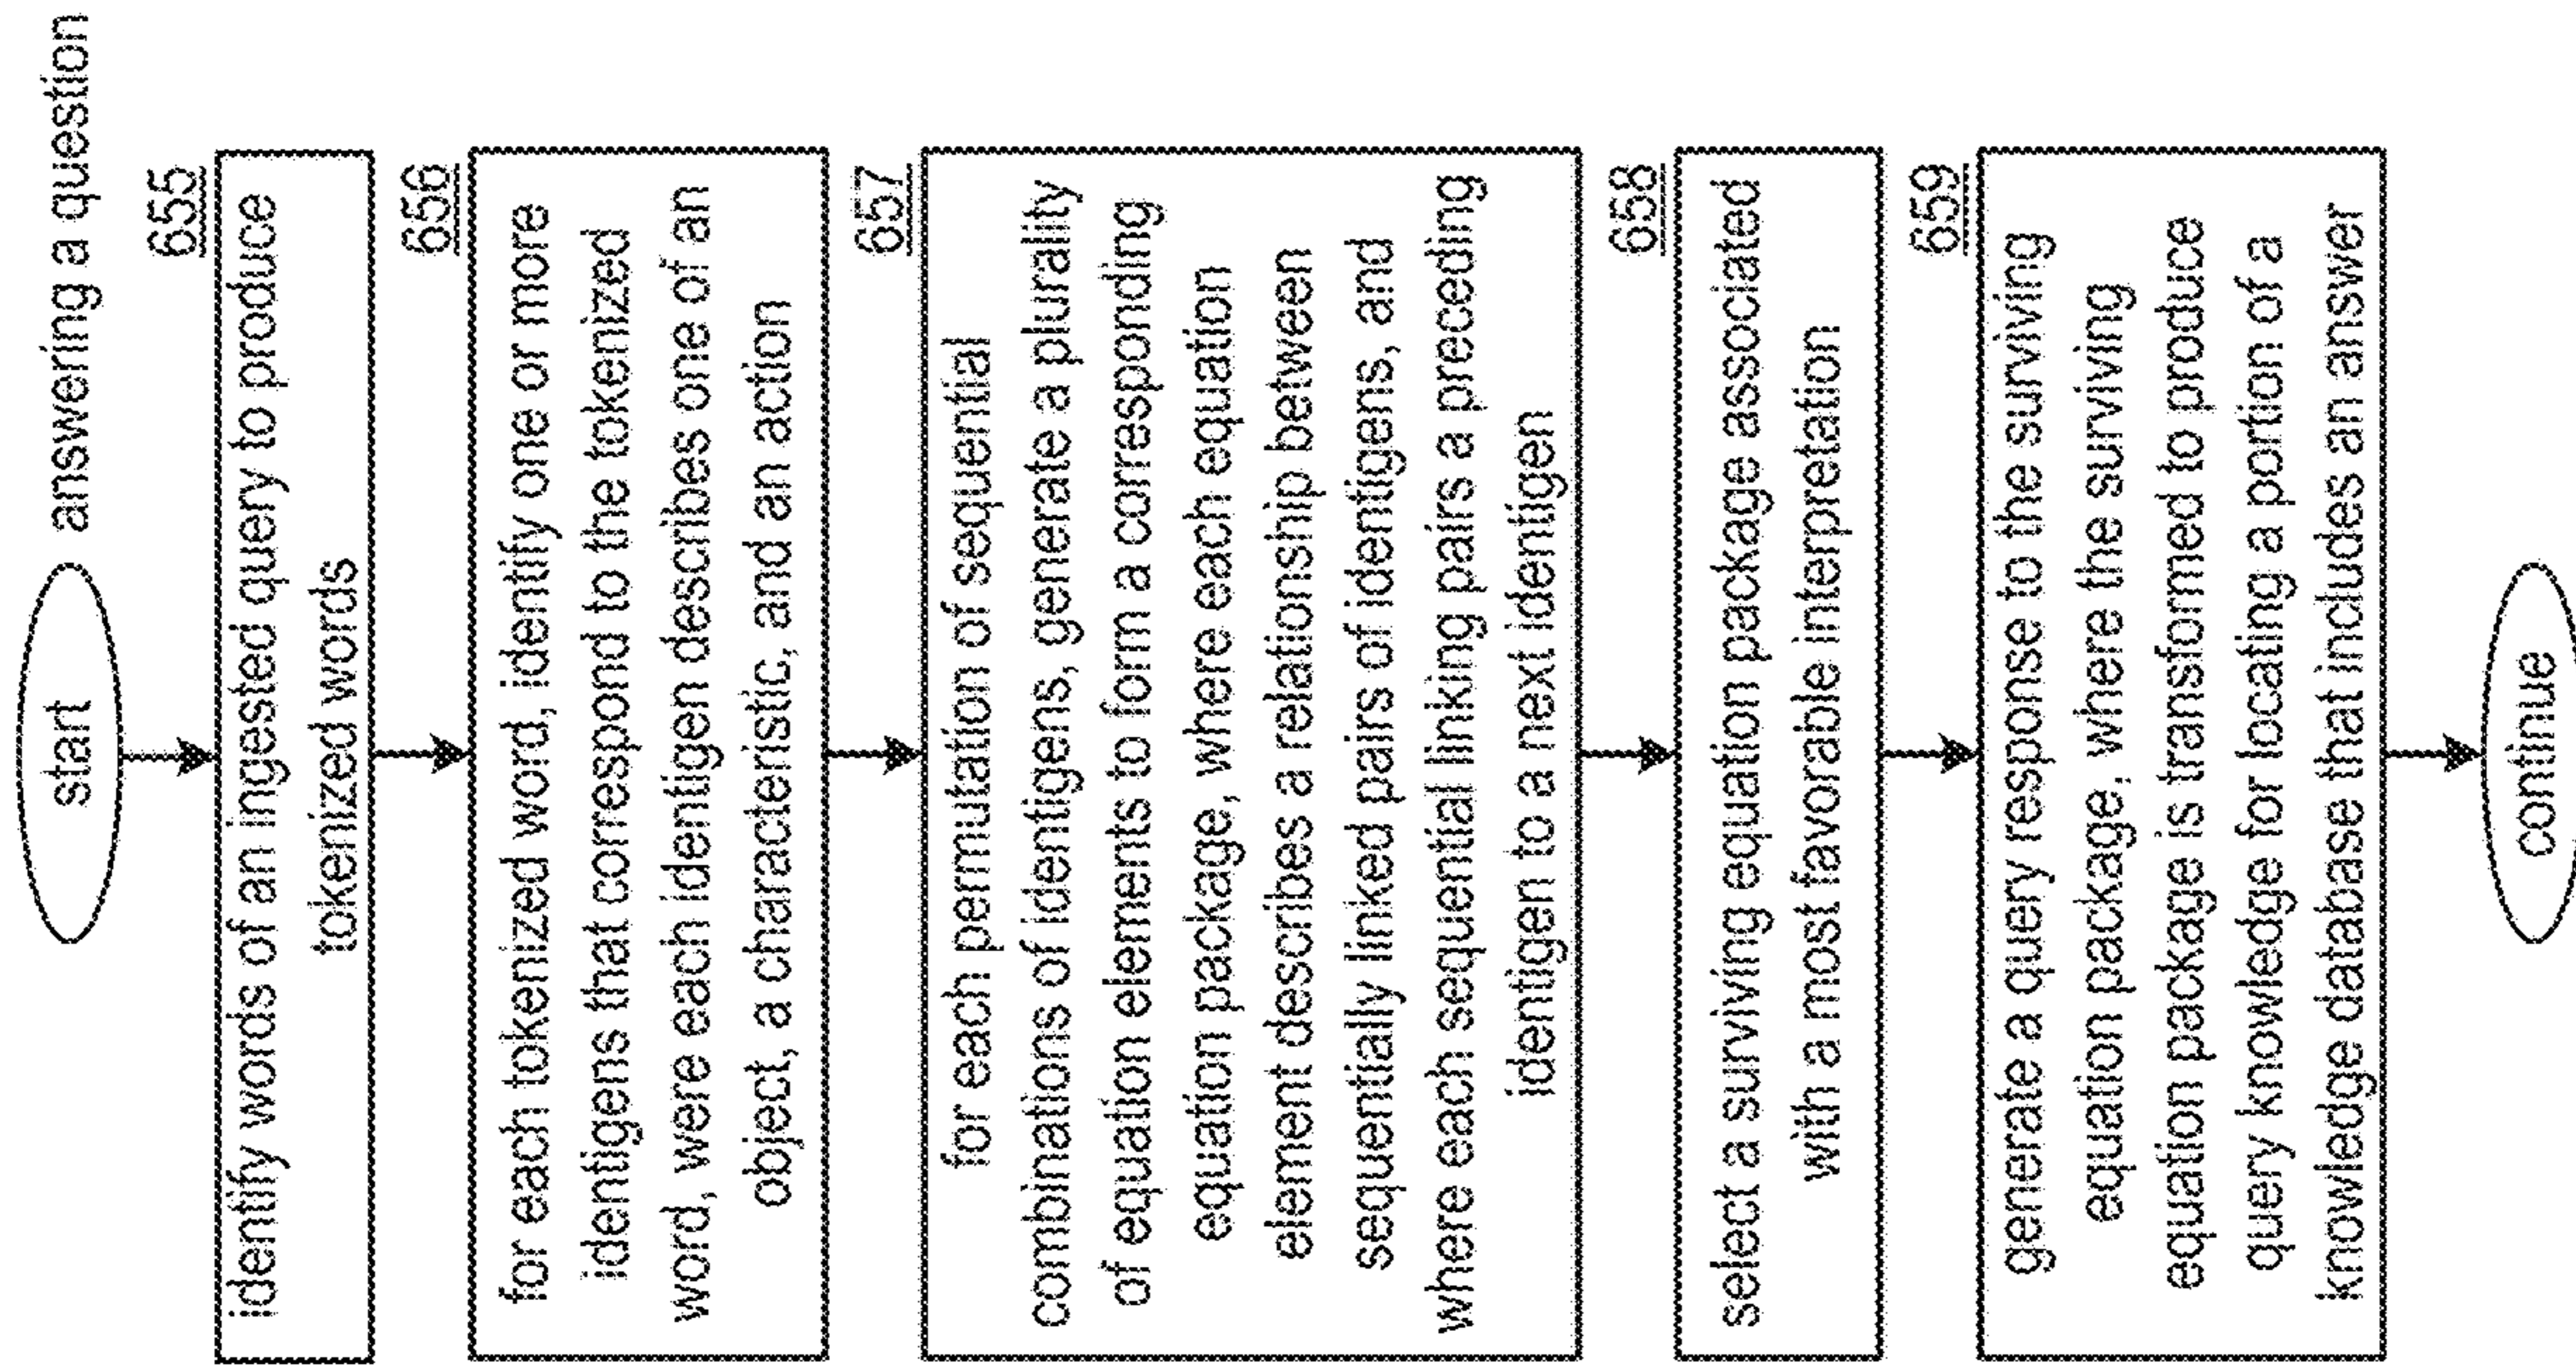 start
answering a question
655
identify words of an ingested query to produce
tokenized words
656
for each tokenized word, identify one or more
identigens that correspond to the tokenized
word, were each identigen describes one of an
object, a characteristic, and an action
657
for each permutation of sequential
combinations of identigens, generate a plurality
of equation elements to form a corresponding
equation package, where each equation
element describes a relationship between
sequentially linked pairs of identigens, and
where each sequential linking pairs a preceding
identigen to a next identigen
658
select a surviving equation package associated
with a most favorable interpretation
659
generate a query response to the surviving
equation package, where the surviving
equation package is transformed to produce
query knowledge for locating a portion of a
knowledge database that includes an answer
continue